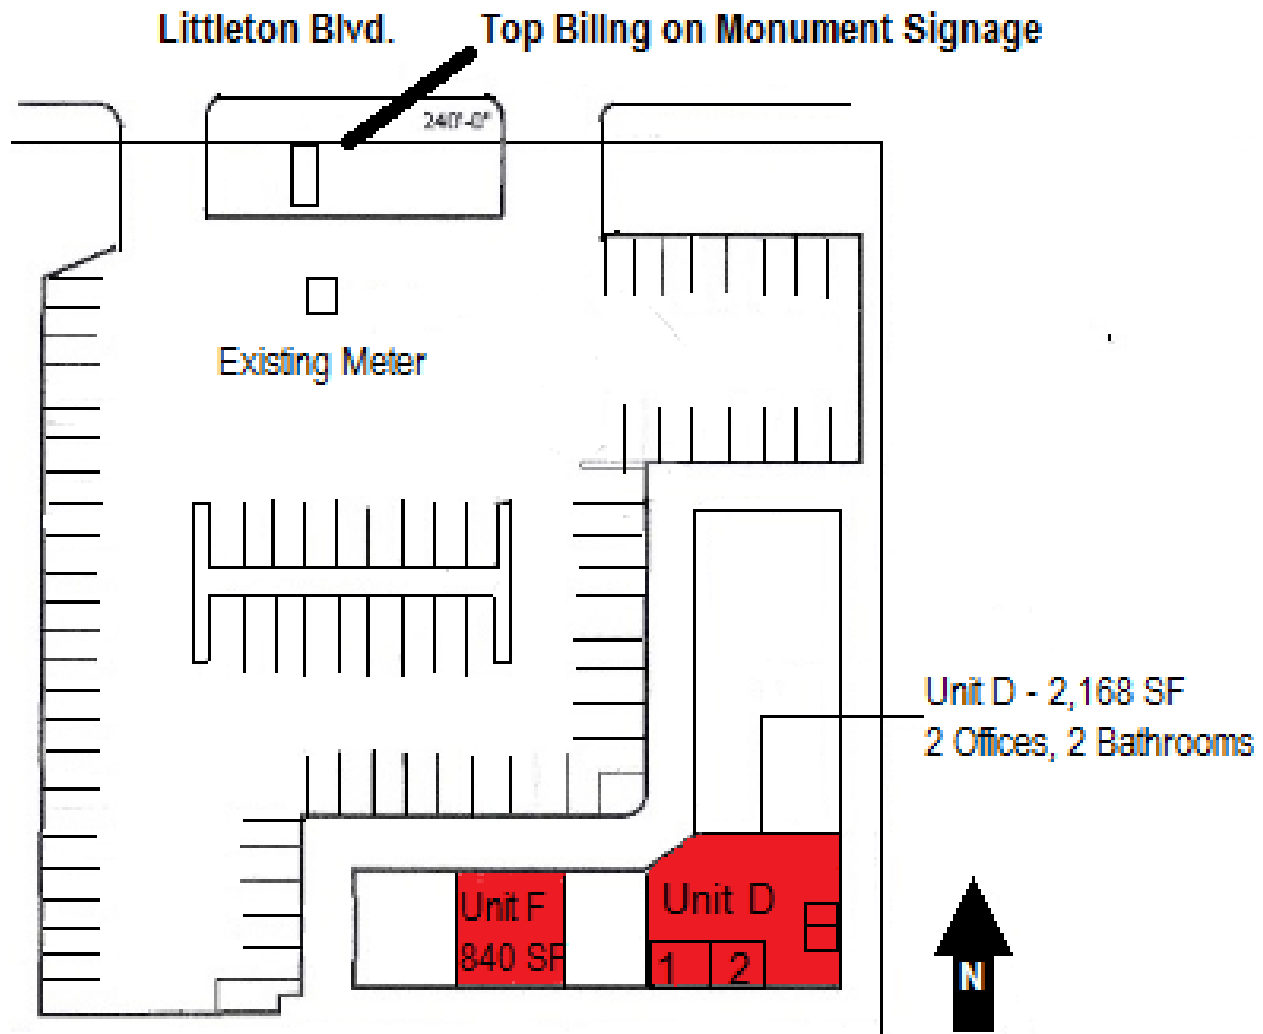 Littleton Blvd.
Top Biling on Monument Signage
240'-0"
Existing Meter
Unit D - 2,168 SF
2 Offices, 2 Bathrooms
Unit F
840 SF
Unit D
1
2
N